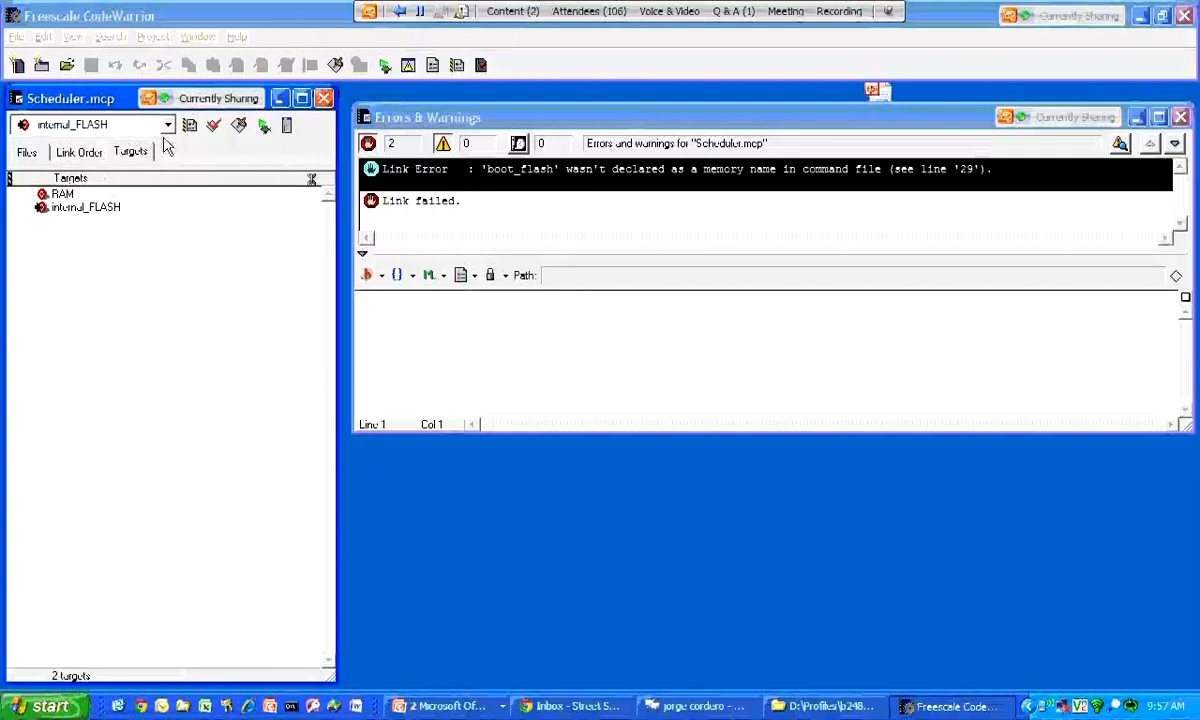 Freescale CodeWarrior
Content (2) Attendees (106) Voice & Video Q & A (1) Meeting Recording
Currently Sharing
File Edit View Search Project Window Help
Scheduler.mcp
Currently Sharing
internal_FLASH
Files Link Order Targets
Targets
RAM
internal_FLASH
2 targets
Errors & Warnings
Currently Sharing
2 0 0 Errors and warnings for "Scheduler.mcp"
Link Error : 'boot_flash' wasn't declared as a memory name in command file (see line '29').
Link failed.
Path:
Line 1 Col 1
start
2 Microsoft Of...
Inbox - Street S...
jorge cordero - ...
D:\Profiles\b248...
Freescale Code...
9:57 AM